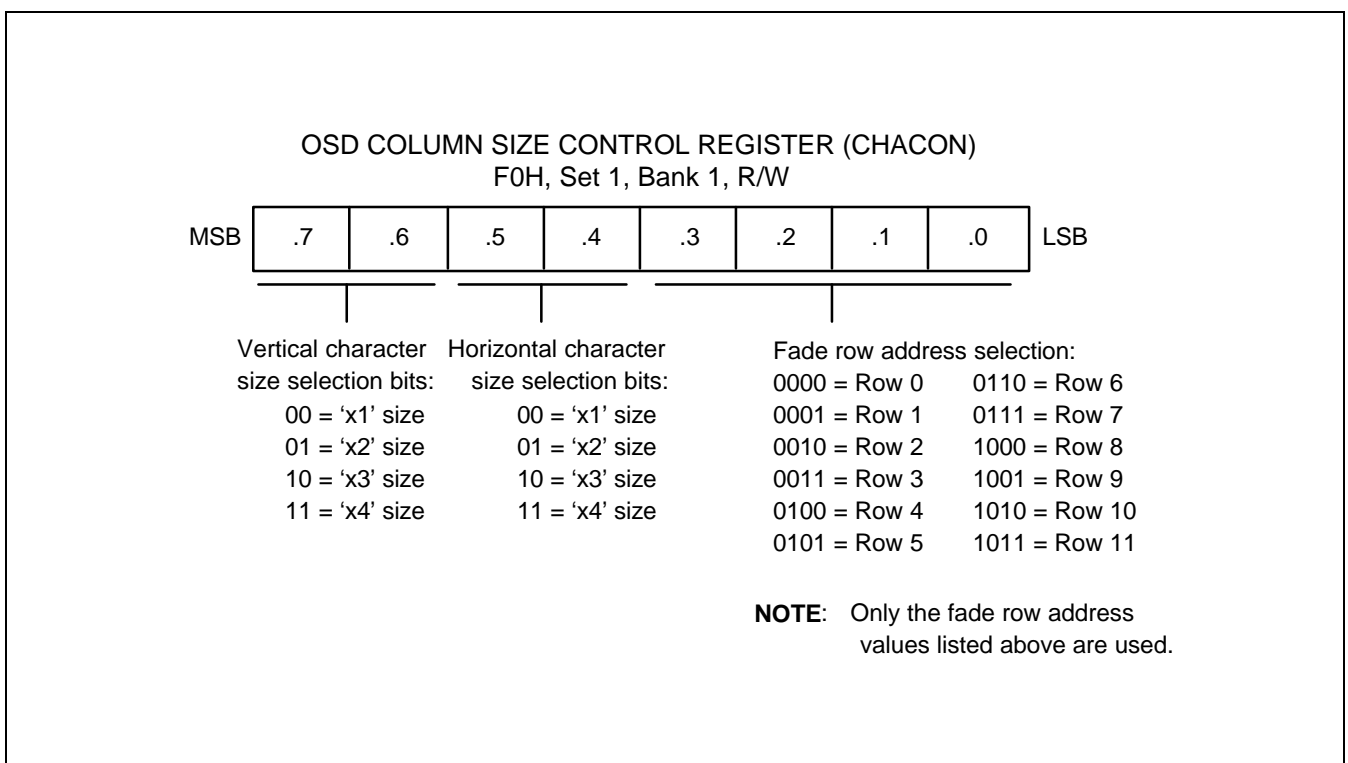 OSD COLUMN SIZE CONTROL REGISTER (CHACON)
F0H, Set 1, Bank 1, R/W
MSB .7 .6 .5 .4 .3 .2 .1 .0 LSB
Vertical character
size selection bits:
00 = ‘x1’ size
01 = ‘x2’ size
10 = ‘x3’ size
11 = ‘x4’ size
Horizontal character
size selection bits:
00 = ‘x1’ size
01 = ‘x2’ size
10 = ‘x3’ size
11 = ‘x4’ size
Fade row address selection:
0000 = Row 0 0110 = Row 6
0001 = Row 1 0111 = Row 7
0010 = Row 2 1000 = Row 8
0011 = Row 3 1001 = Row 9
0100 = Row 4 1010 = Row 10
0101 = Row 5 1011 = Row 11
NOTE: Only the fade row address
values listed above are used.